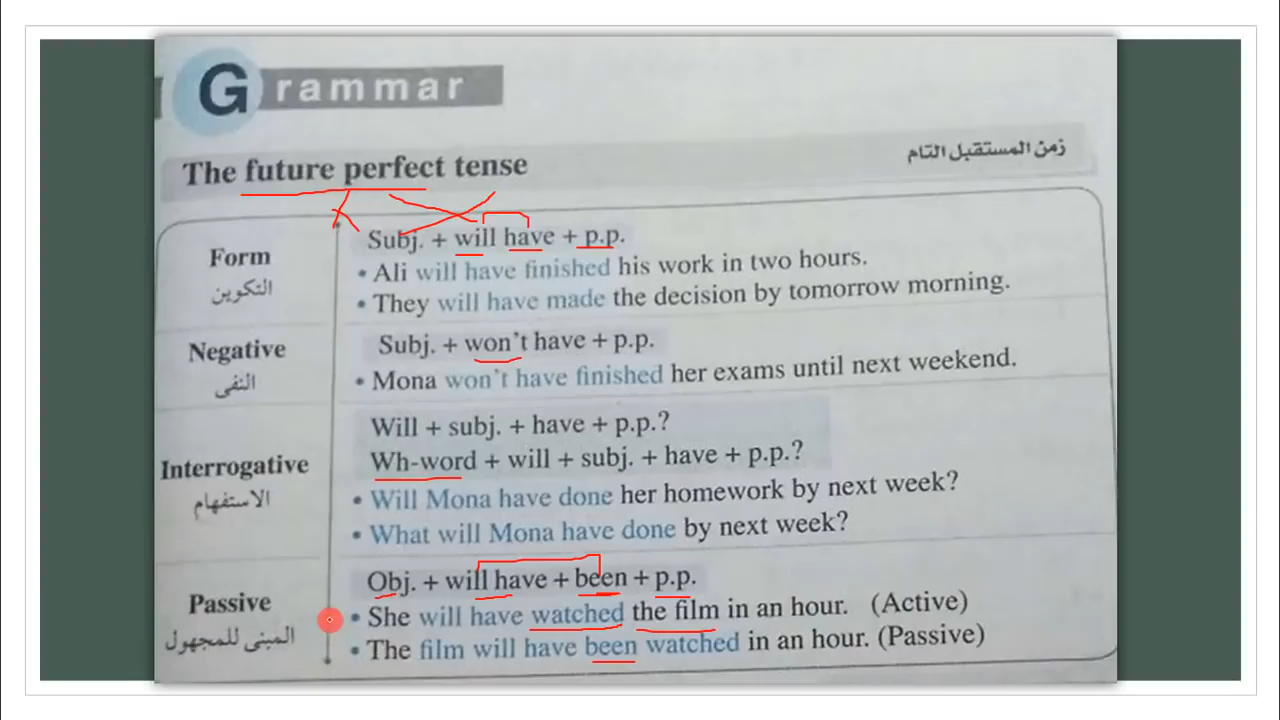 Grammar
The future perfect tense زمن المستقبل التام
Form
التكوين
Subj. + will have + p.p.
• Ali will have finished his work in two hours.
• They will have made the decision by tomorrow morning.
Negative
النفى
Subj. + won't have + p.p.
• Mona won't have finished her exams until next weekend.
Interrogative
الاستفهام
Will + subj. + have + p.p.?
Wh-word + will + subj. + have + p.p.?
• Will Mona have done her homework by next week?
• What will Mona have done by next week?
Passive
المبنى للمجهول
Obj. + will have + been + p.p.
• She will have watched the film in an hour. (Active)
• The film will have been watched in an hour. (Passive)